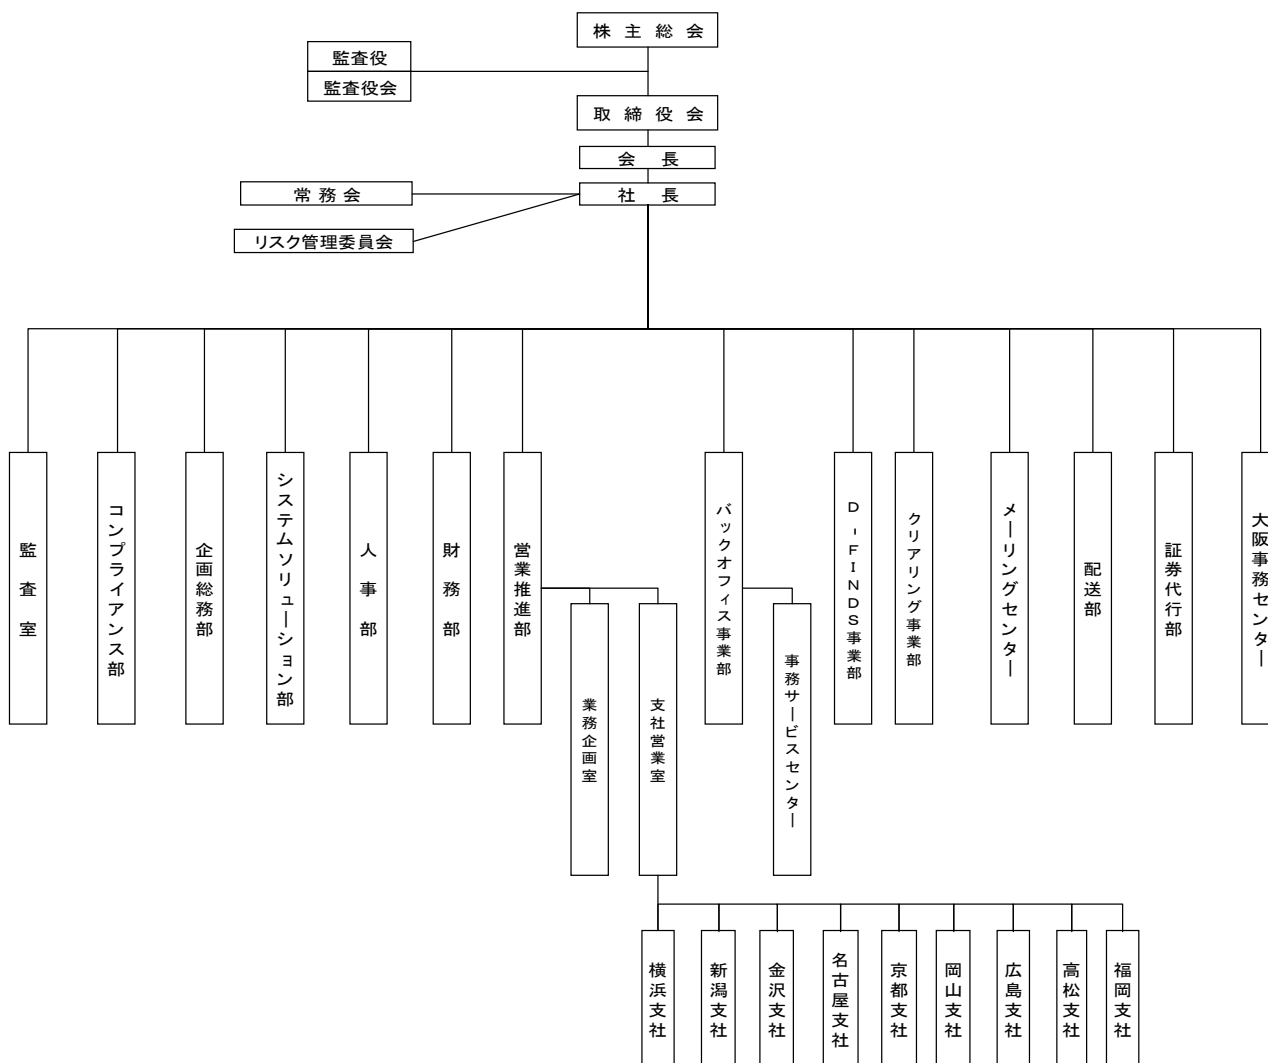 株主総会
監査役
監査役会
取締役会
会長
常務会
社長
リスク管理委員会
監査室
コンプライアンス部
企画総務部
システムソリューション部
人事部
財務部
営業推進部
バックオフィス事業部
D-FINDS事業部
クリアリング事業部
メーリングセンター
配送部
証券代行部
大阪事務センター
業務企画室
支社営業室
事務サービスセンター
横浜支社
新潟支社
金沢支社
名古屋支社
京都支社
岡山支社
広島支社
高松支社
福岡支社